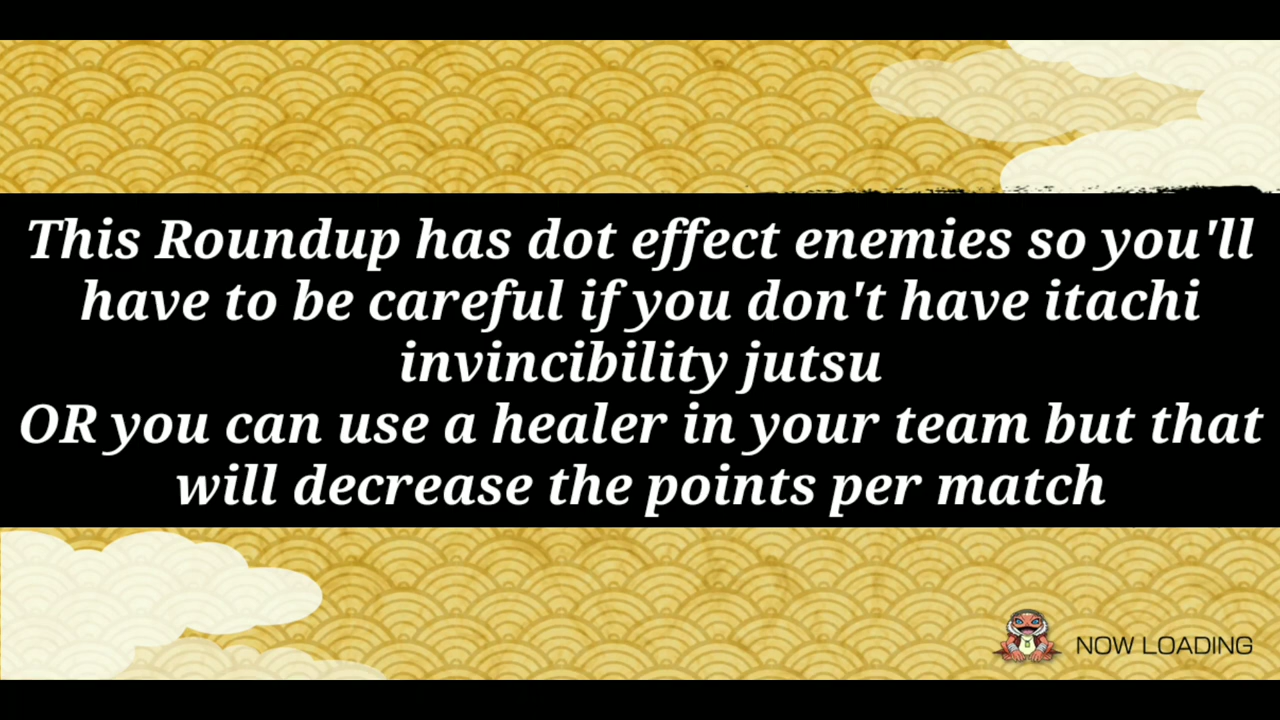 This Roundup has dot effect enemies so you'll
have to be careful if you don't have itachi
invincibility jutsu
OR you can use a healer in your team but that
will decrease the points per match
NOW LOADING